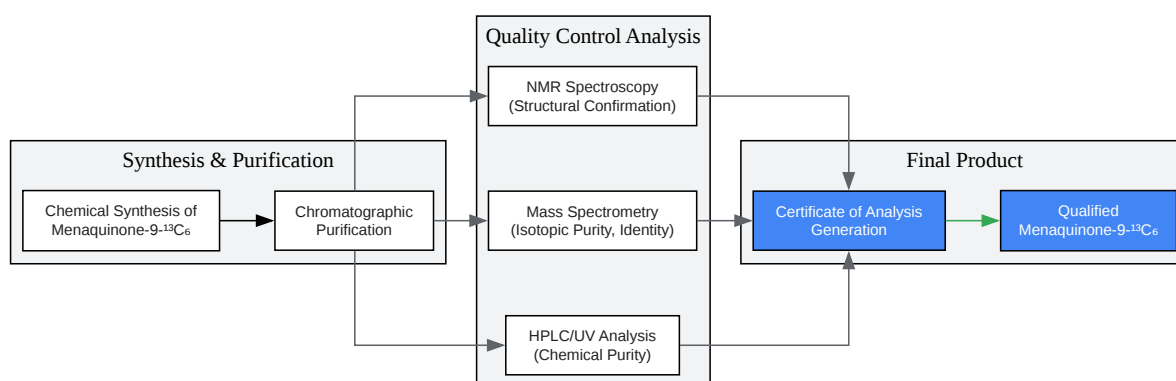 Quality Control Analysis
NMR Spectroscopy
(Structural Confirmation)
Synthesis & Purification
Final Product
Chemical Synthesis of
Menaquinone-9-¹³C₆
Chromatographic
Purification
Mass Spectrometry
(Isotopic Purity, Identity)
Certificate of Analysis
Generation
Qualified
Menaquinone-9-¹³C₆
HPLC/UV Analysis
(Chemical Purity)